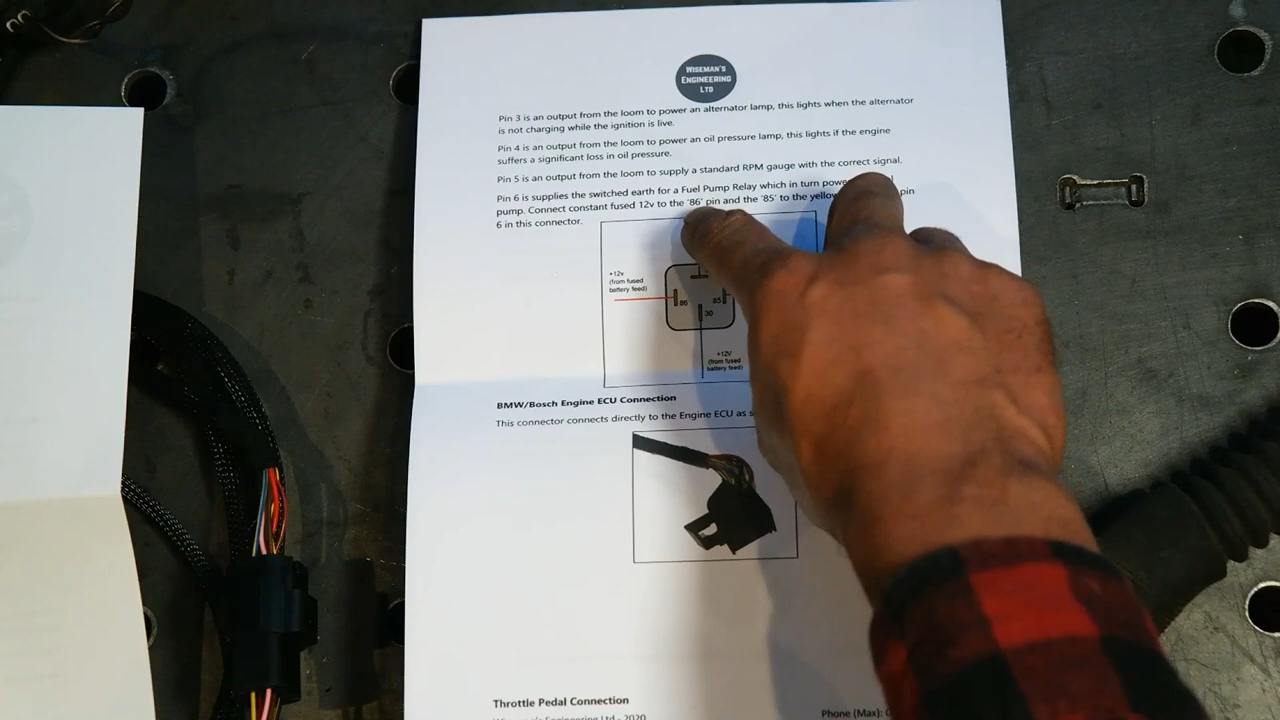 WISEMAN'S
ENGINEERING
LTD
Pin 3 is an output from the loom to power an alternator lamp, this lights when the alternator
is not charging while the ignition is live.
Pin 4 is an output from the loom to power an oil pressure lamp, this lights if the engine
suffers a significant loss in oil pressure.
Pin 5 is an output from the loom to supply a standard RPM gauge with the correct signal.
Pin 6 is supplies the switched earth for a Fuel Pump Relay which in turn
pump. Connect constant fused 12v to the '86' pin and the '85' to the pin
6 in this connector.
+12v
(from fused
battery feed)
86
85
30
+12V
(from fused
battery feed)
BMW/Bosch Engine ECU Connection
This connector connects directly to the Engine ECU as
Throttle Pedal Connection
Wiseman's Engineering Ltd - 2020
Phone (Max):